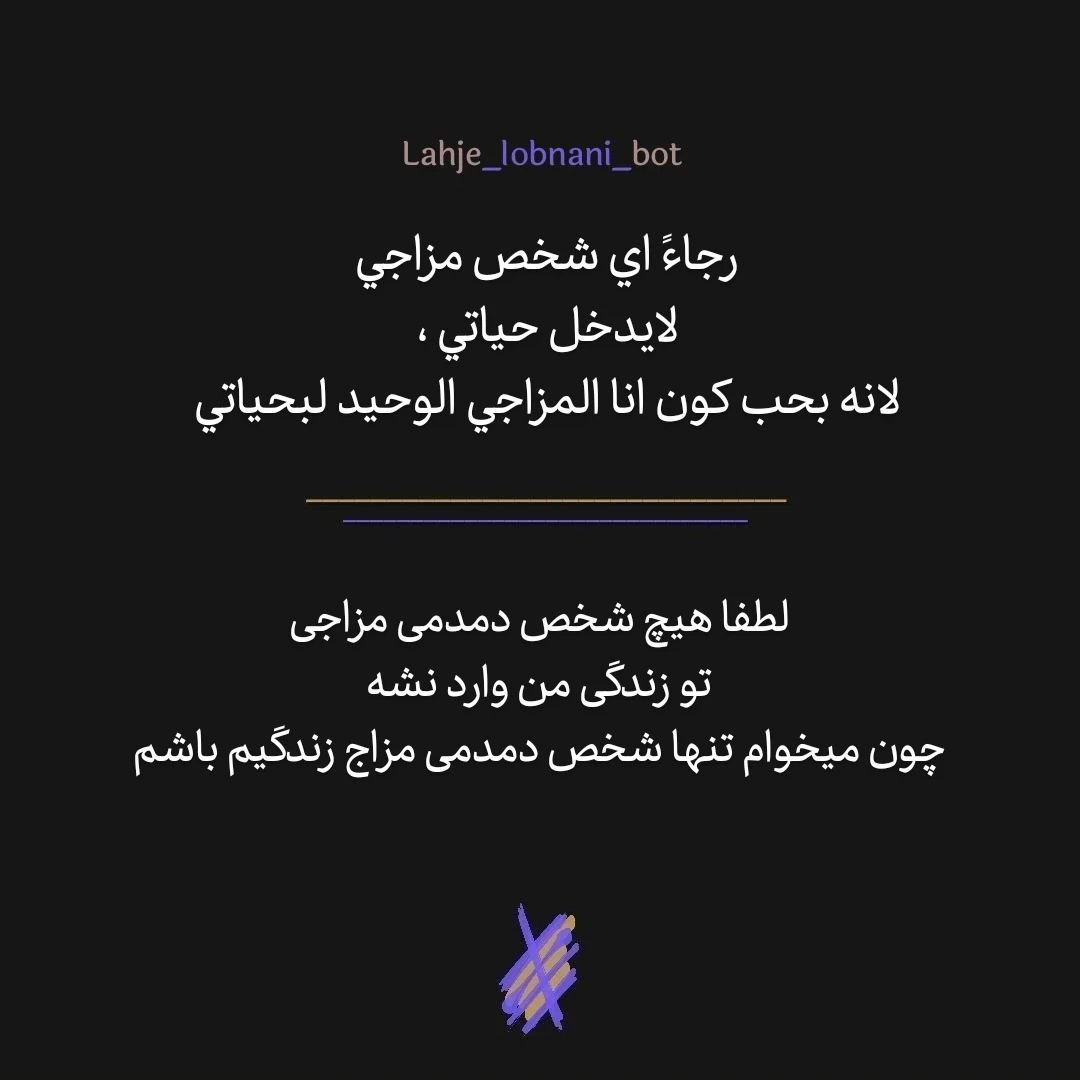 Lahje_lobnani_bot
رجاءً اي شخص مزاجي
لايدخل حياتي ،
لانه بحب كون انا المزاجي الوحيد لبحياتي
لطفا هیچ شخص دمدمی مزاجی
تو زندگی من وارد نشه
چون میخوام تنها شخص دمدمی مزاج زندگیم باشم